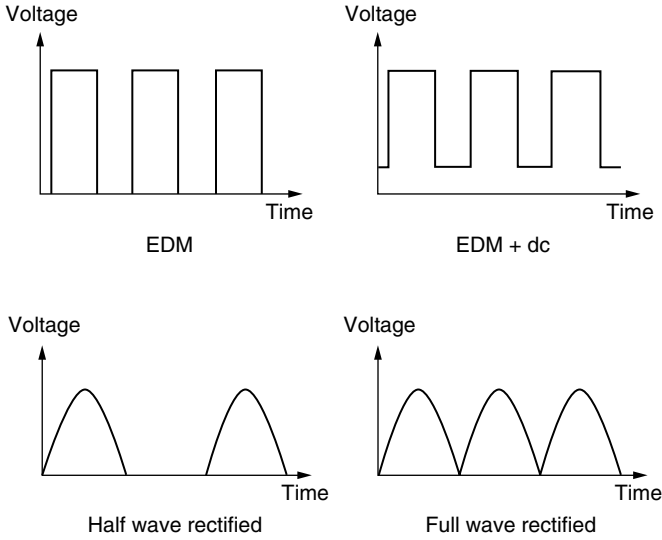 Voltage
Voltage
Time
Time
EDM
EDM + dc
Voltage
Voltage
Time
Time
Half wave rectified
Full wave rectified